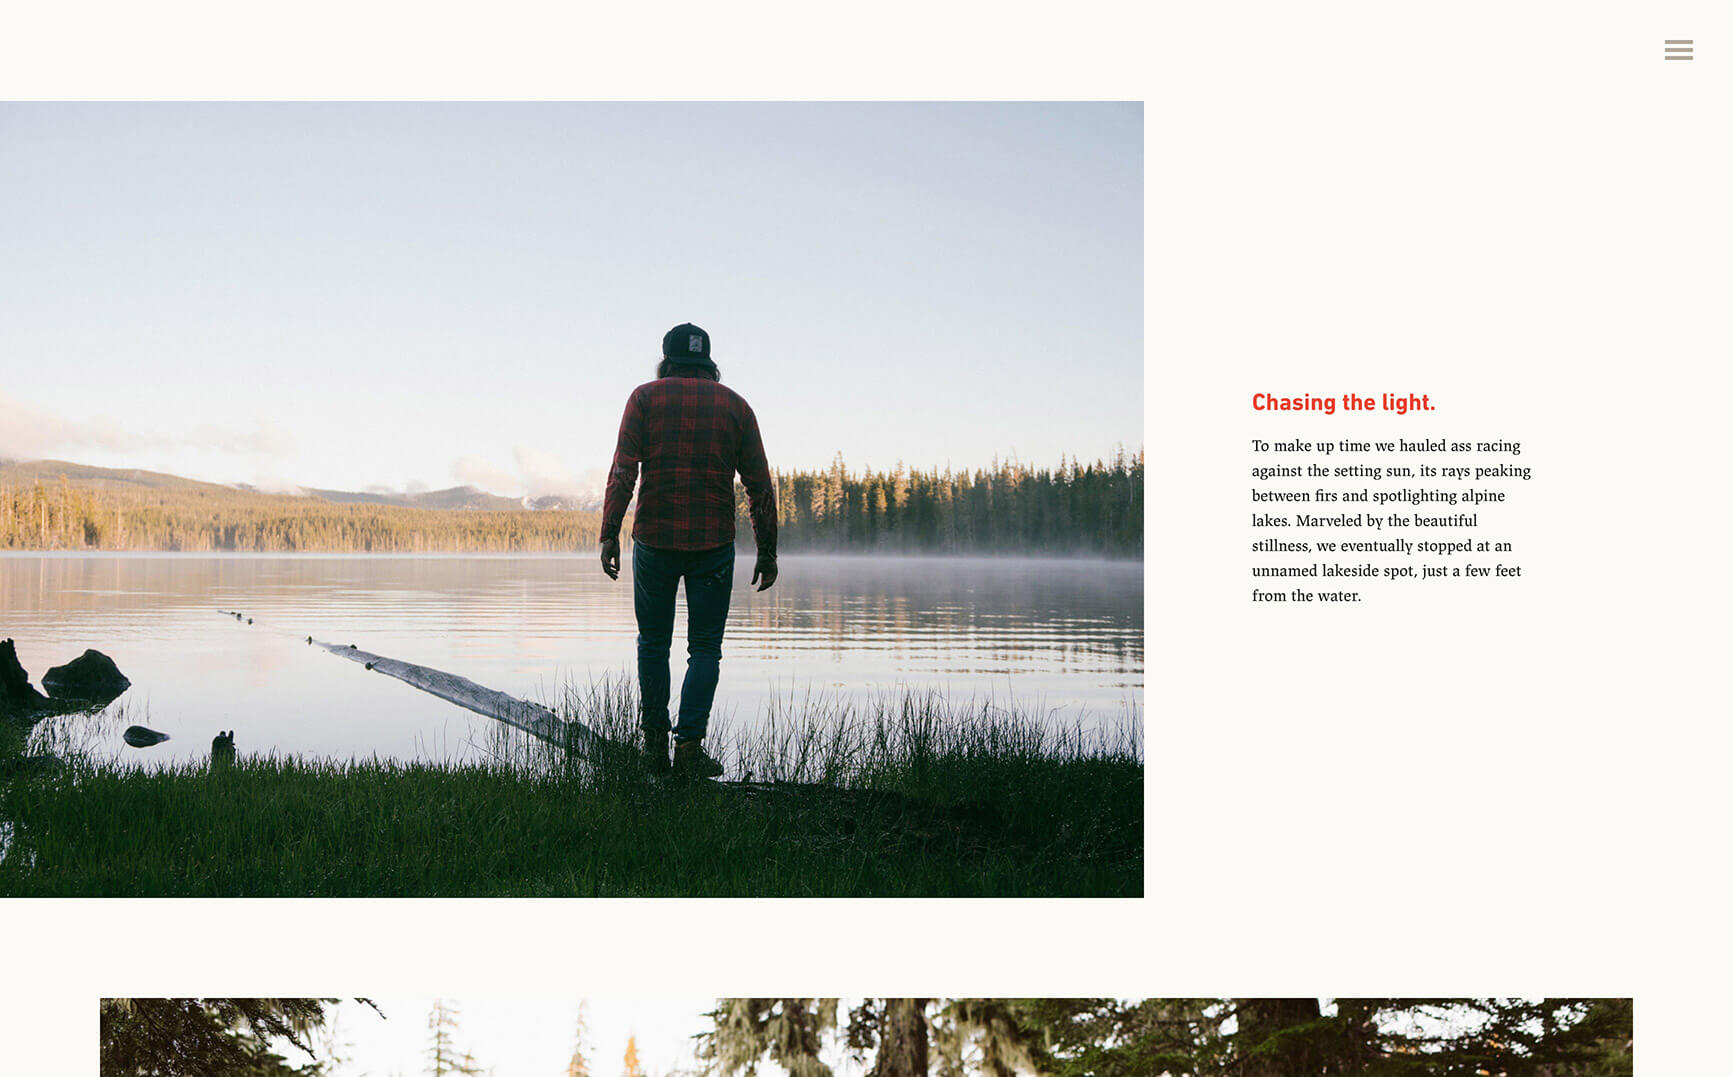 Chasing the light.
To make up time we hauled ass racing
against the setting sun, its rays peaking
between firs and spotlighting alpine
lakes. Marveled by the beautiful
stillness, we eventually stopped at an
unnamed lakeside spot, just a few feet
from the water.